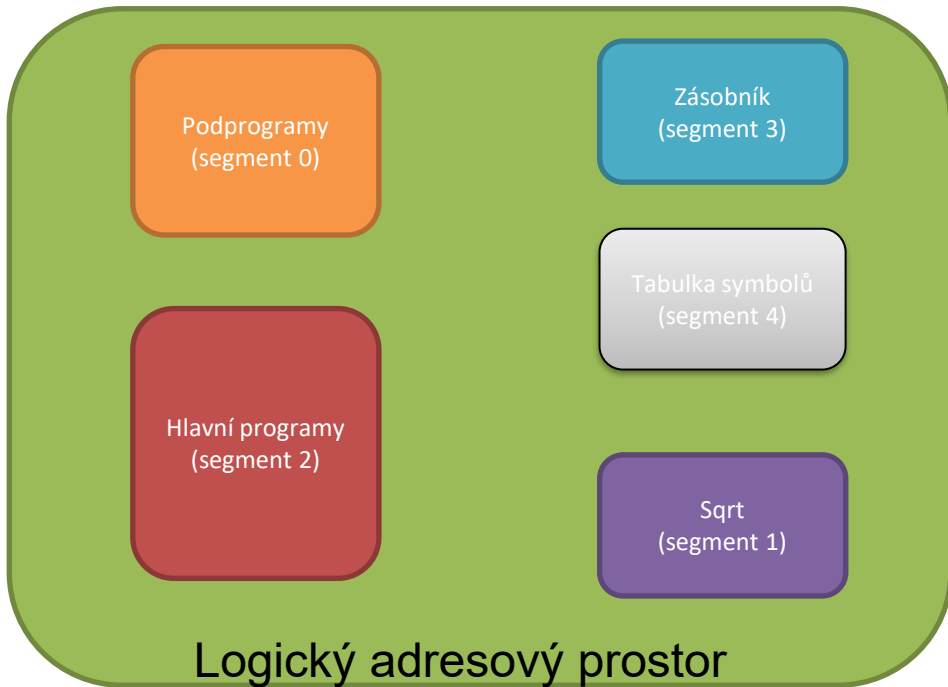 Podprogramy
(segment 0)
Zásobník
(segment 3)
Tabulka symbolů
(segment 4)
Hlavní programy
(segment 2)
Sqrt
(segment 1)
Logický adresový prostor